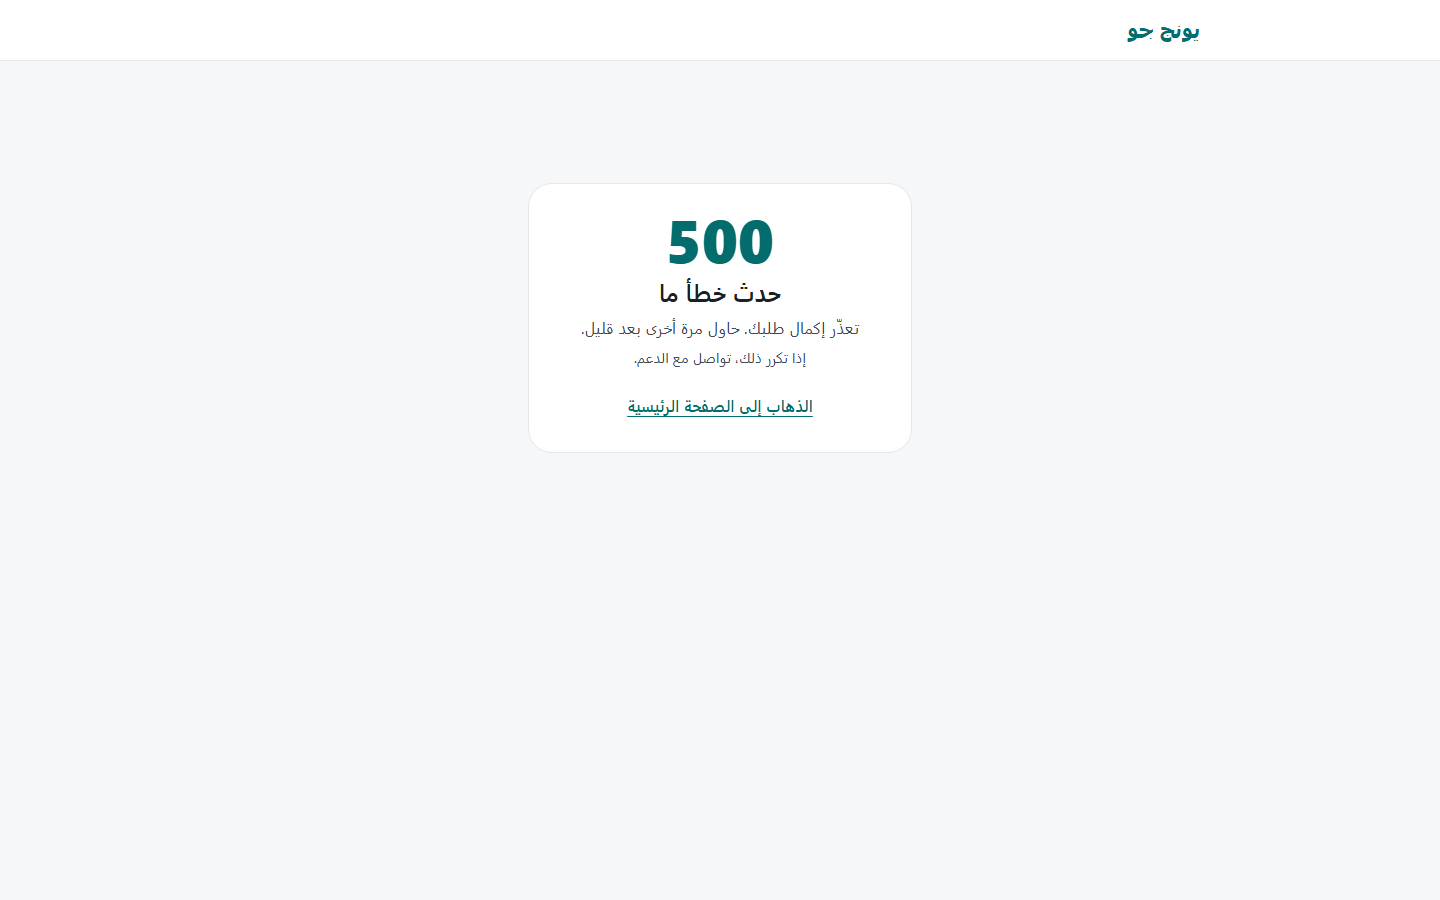 يونج جو
500
حدث خطأ ما
تعذّر إكمال طلبك. حاول مرة أخرى بعد قليل.
إذا تكرر ذلك، تواصل مع الدعم.
الذهاب إلى الصفحة الرئيسية